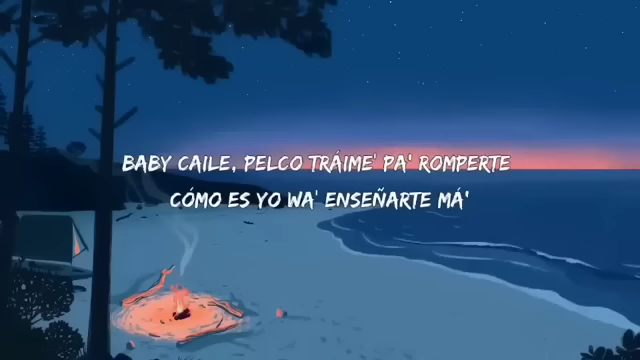 BABY CAILE, PELCO TRÁIME' PA' ROMPERTE
CÓMO ES YO WA' ENSEÑARTE MÁ'